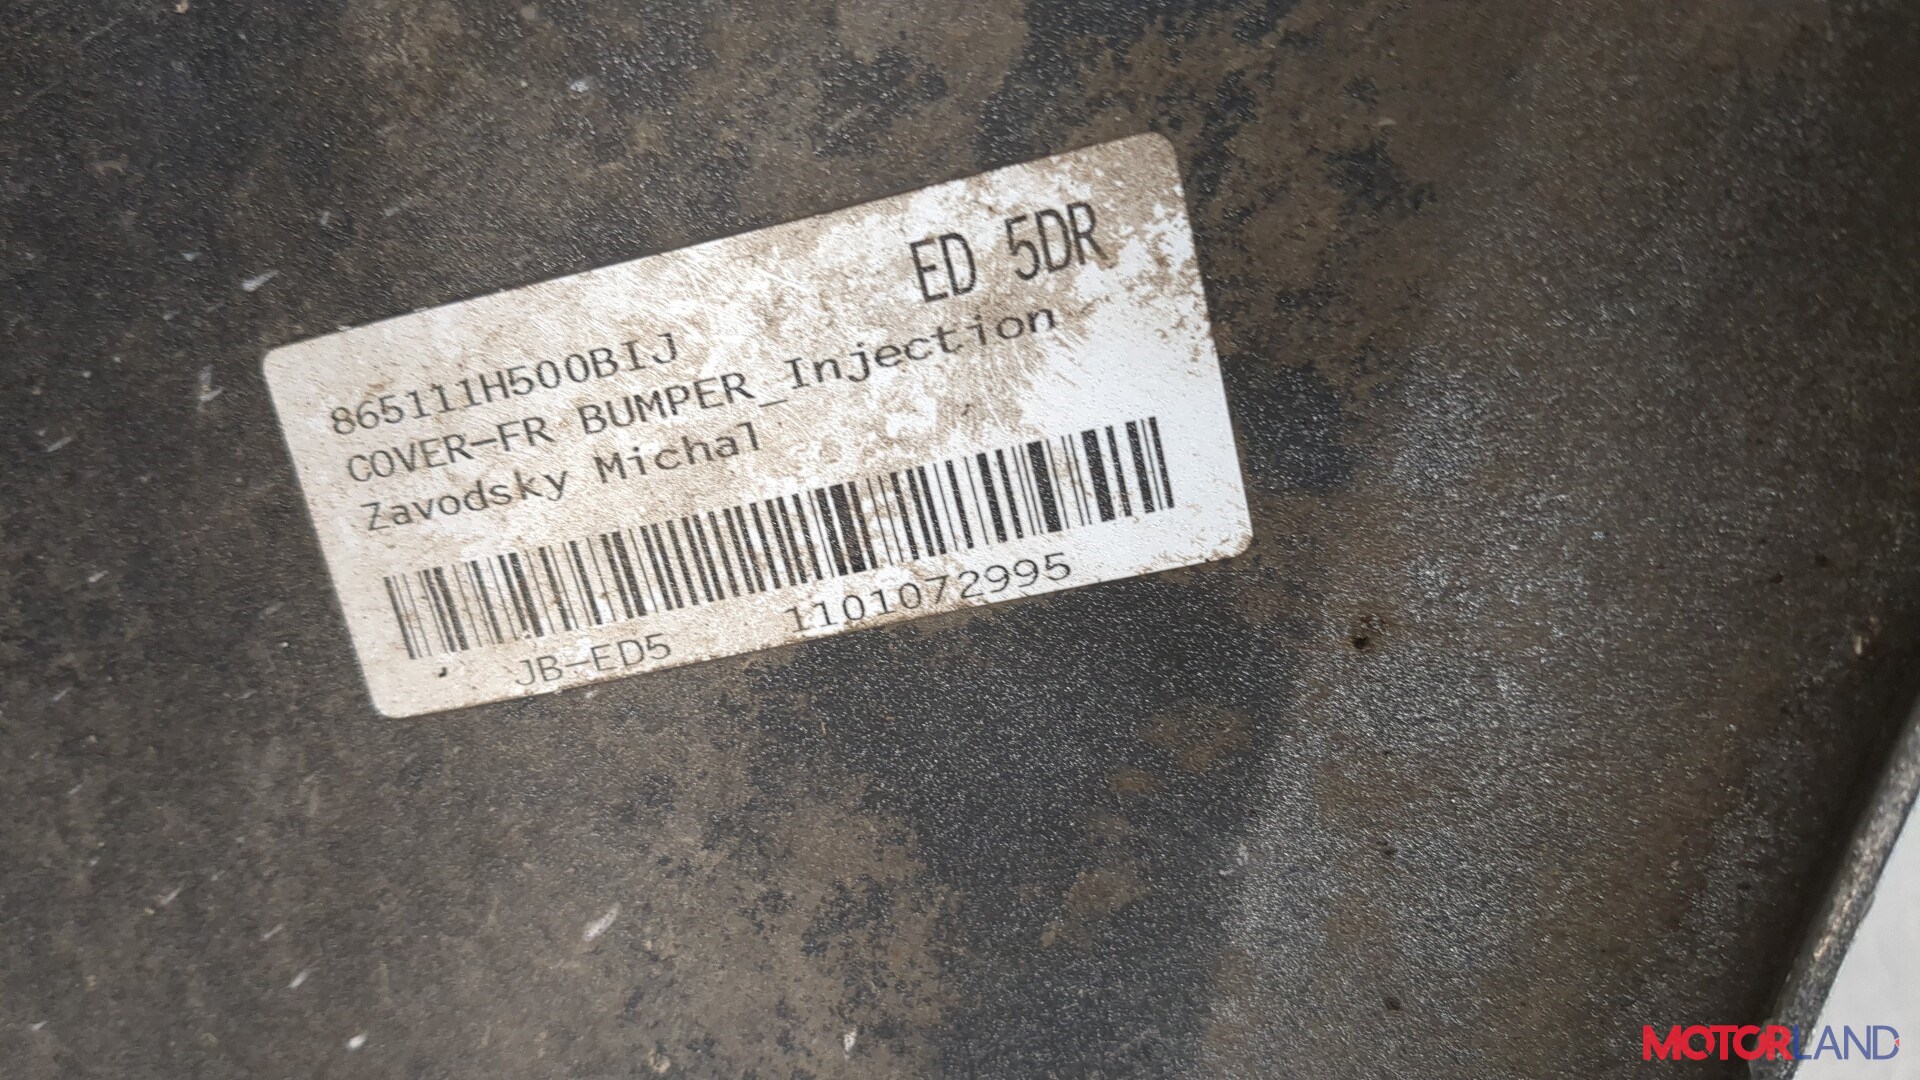 ED 5DR
865111H500BIJ
COVER-FR BUMPER_Injection
Zavodsky Michal
JB-ED5 1101072995
MOTORLAND